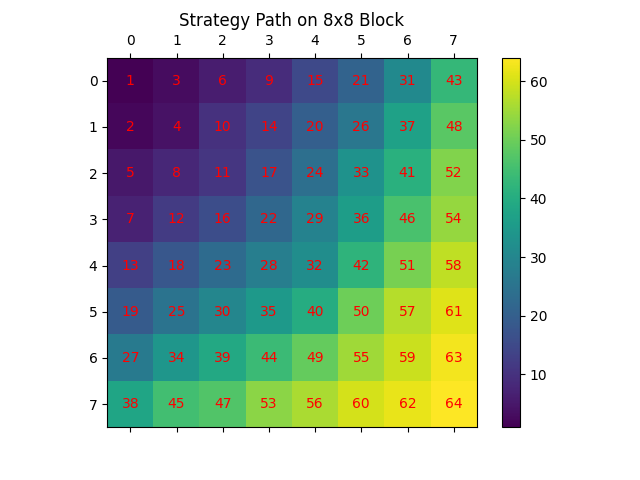 Strategy Path on 8x8 Block
0 1 2 3 4 5 6 7
0 1 3 6 9 15 21 31 43
1 2 4 10 14 20 26 37 48
2 5 8 11 17 24 33 41 52
3 7 12 16 22 29 36 46 54
4 13 18 23 28 32 42 51 58
5 19 25 30 35 40 50 57 61
6 27 34 39 44 49 55 59 63
7 38 45 47 53 56 60 62 64
60
50
40
30
20
10